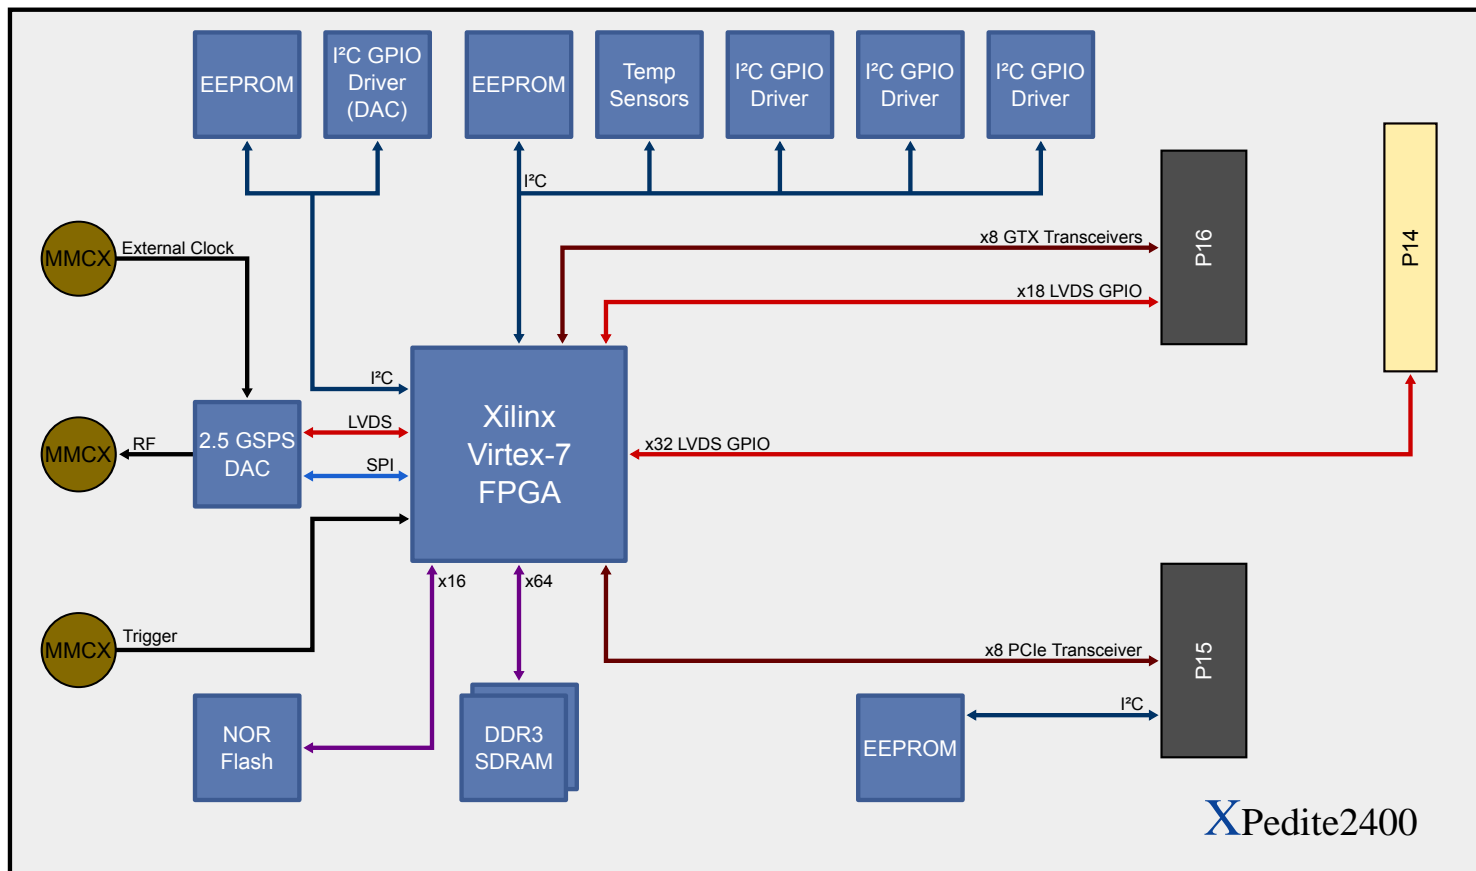 EEPROM
I²C GPIO
Driver
(DAC)
EEPROM
Temp
Sensors
I²C GPIO
Driver
I²C GPIO
Driver
I²C GPIO
Driver
I²C
MMCX
External Clock
x8 GTX Transceivers
x18 LVDS GPIO
P16
P14
I²C
MMCX
RF
2.5 GSPS
DAC
LVDS
SPI
Xilinx
Virtex-7
FPGA
x32 LVDS GPIO
x16
x64
MMCX
Trigger
x8 PCIe Transceiver
I²C
P15
NOR
Flash
DDR3
SDRAM
EEPROM
XPedite2400